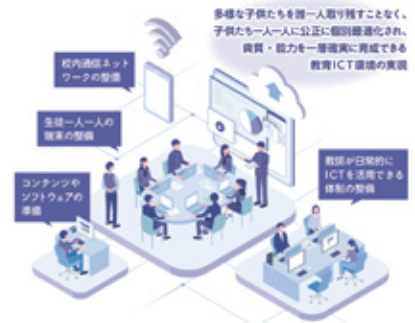 多様な子供たちを誰一人取り残すことなく、
子供たち一人一人に公正に個別最適化され、
資質・能力を一層確実に育成できる
教育ICT環境の実現
校内通信ネット
ワークの整備
生徒一人一人の
端末の整備
コンテンツや
ソフトウェアの
準備
教師が日常的に
ICTを活用できる
体制の整備